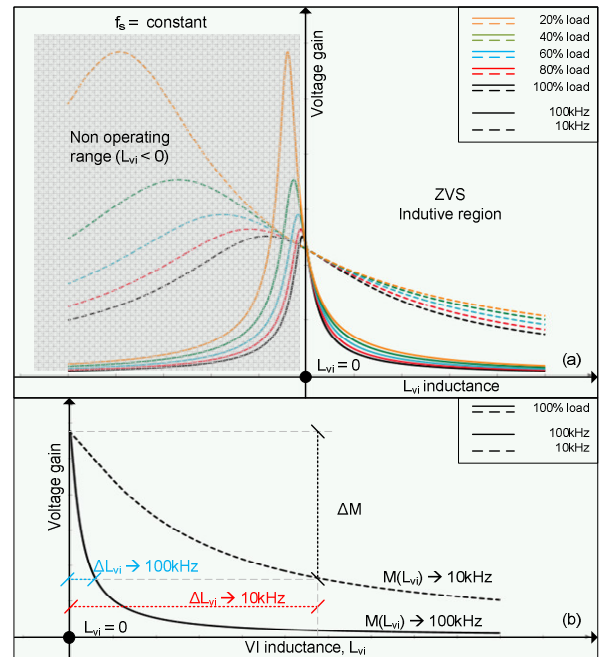 fs = constant
Voltage gain
20% load
40% load
60% load
80% load
100% load
100kHz
10kHz
Non operating
range (Lvi < 0)
ZVS
Indutive region
Lvi = 0
(a)
Lvi inductance
Voltage gain
100% load
100kHz
10kHz
ΔM
ΔLvi → 100kHz
M(Lvi) → 10kHz
ΔLvi → 10kHz
M(Lvi) → 100kHz
(b)
Lvi = 0
VI inductance, Lvi